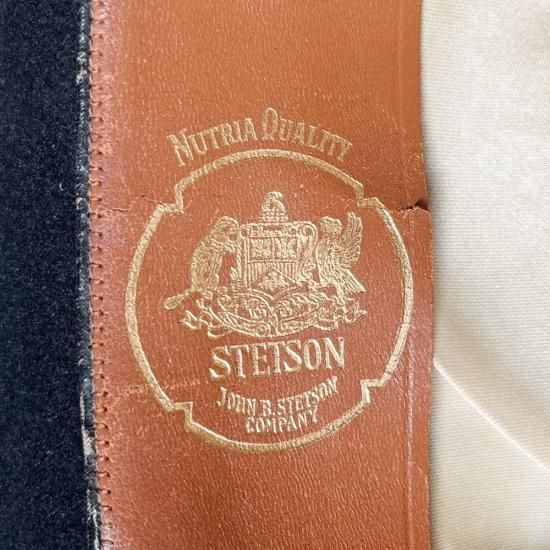 NUTRIA QUALITY
STETSON
JOHN B. STETSON
COMPANY